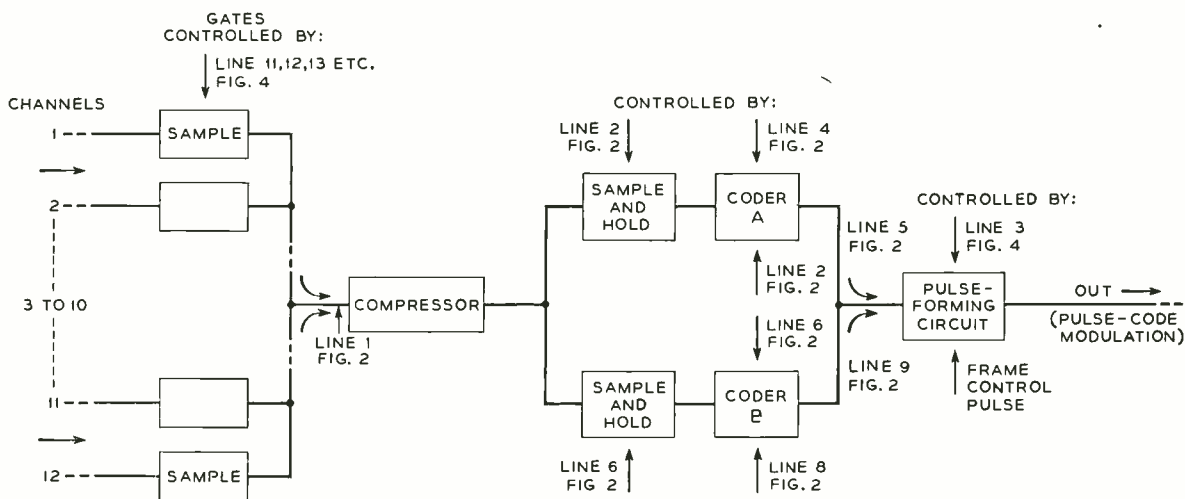 GATES
CONTROLLED BY:
LINE 11,12,13 ETC.
FIG. 4
CHANNELS
1
SAMPLE
2
3 TO 10
11
12
SAMPLE
LINE 1
FIG. 2
COMPRESSOR
CONTROLLED BY:
LINE 2
FIG. 2
LINE 4
FIG. 2
SAMPLE
AND
HOLD
CODER
A
LINE 2
FIG. 2
LINE 6
FIG. 2
SAMPLE
AND
HOLD
CODER
B
LINE 6
FIG 2
LINE 8
FIG. 2
LINE 5
FIG. 2
LINE 9
FIG. 2
CONTROLLED BY:
LINE 3
FIG. 4
PULSE-
FORMING
CIRCUIT
FRAME
CONTROL
PULSE
OUT
(PULSE-CODE
MODULATION)